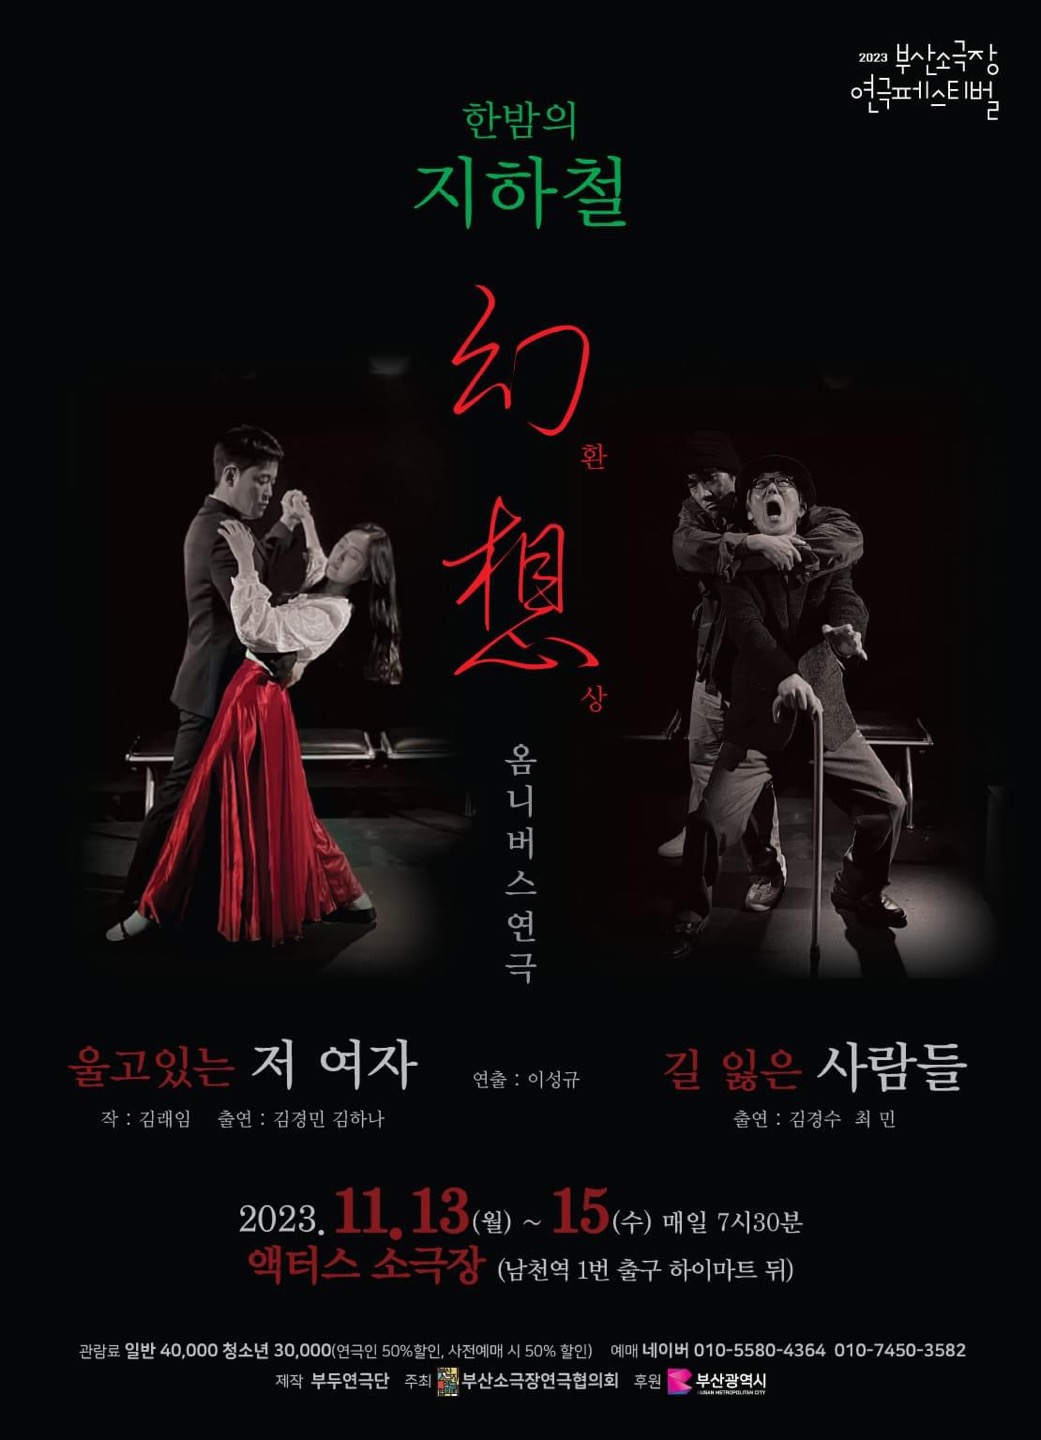 2023 부산소극장
연극페스티벌
한밤의
지하철
幻
환
想
상
옴니버스연극
울고있는 저 여자
작 : 김래임 출연 : 김경민 김하나
연출 : 이성규
길 잃은 사람들
출연 : 김경수 최 민
2023. 11. 13(월) ~ 15(수) 매일 7시30분
액터스 소극장 (남천역 1번 출구 하이마트 뒤)
관람료 일반 40,000 청소년 30,000(연극인 50%할인, 사전예매 시 50% 할인) 예매 네이버 010-5580-4364 010-7450-3582
제작 부두연극단 주최 부산소극장연극협의회 후원 부산광역시
BUSAN METROPOLITAN CITY